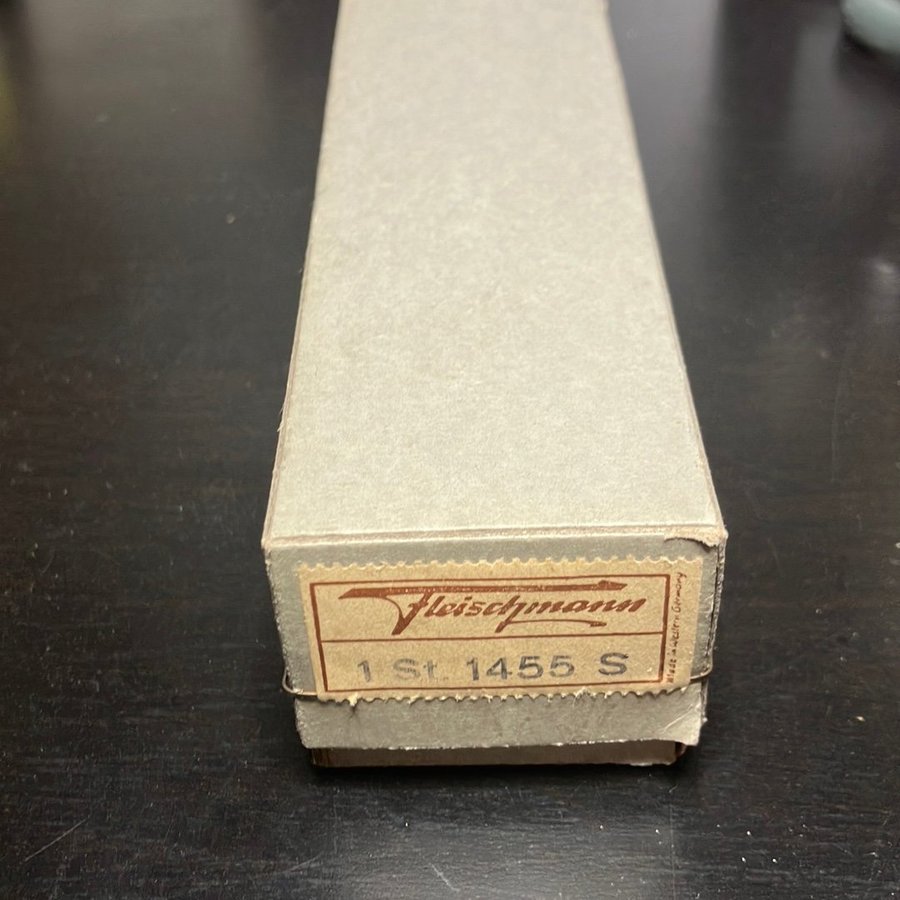 Fleischmann
1 St. 1455 S
Made in Western Germany